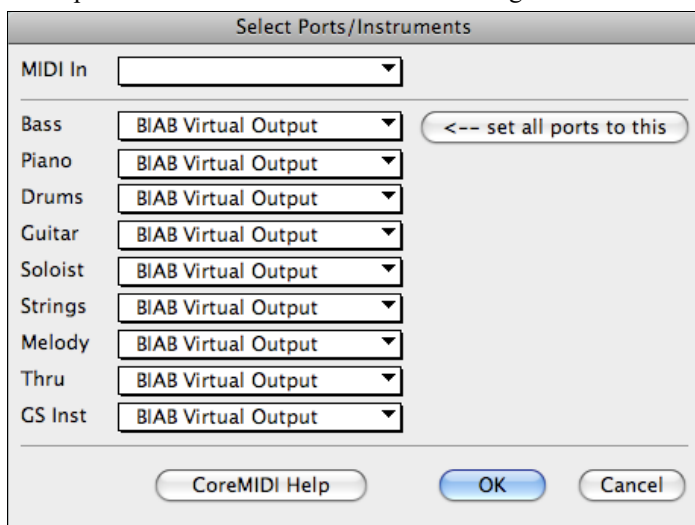 Select Ports/Instruments
MIDI In
Bass BIAB Virtual Output <-- set all ports to this
Piano BIAB Virtual Output
Drums BIAB Virtual Output
Guitar BIAB Virtual Output
Soloist BIAB Virtual Output
Strings BIAB Virtual Output
Melody BIAB Virtual Output
Thru BIAB Virtual Output
GS Inst BIAB Virtual Output
CoreMIDI Help OK Cancel